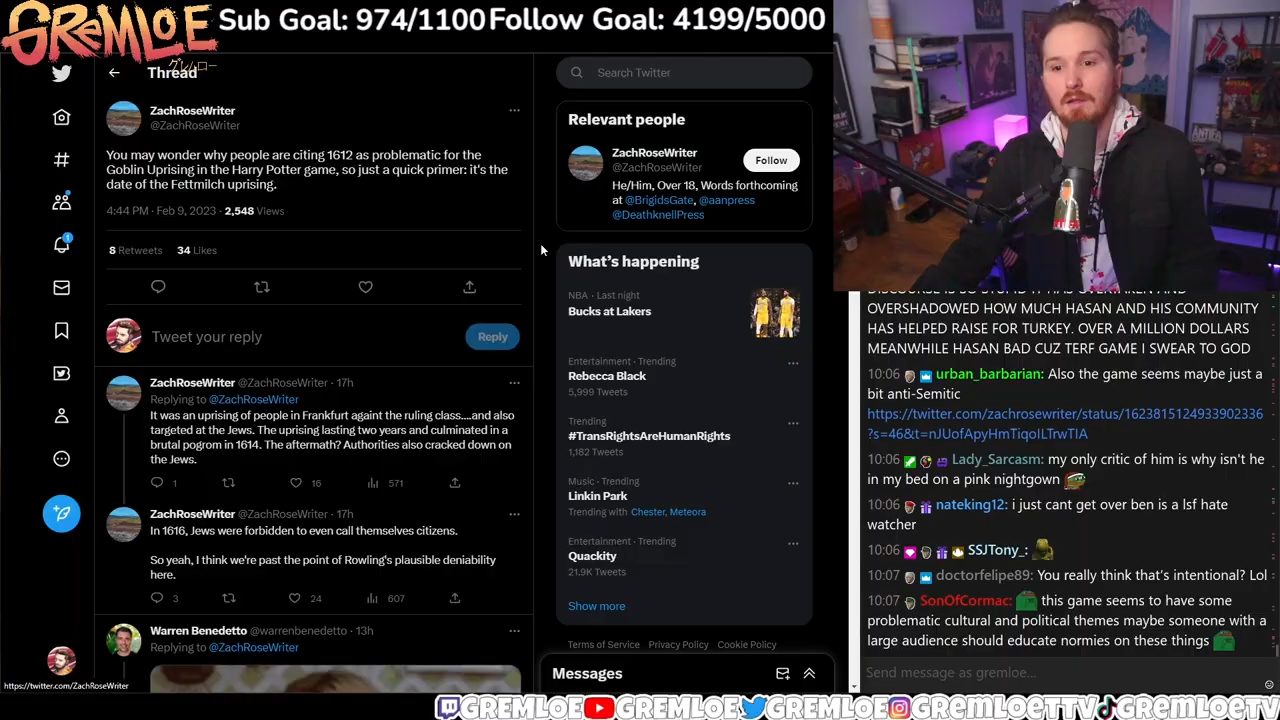 GREMLOE
グレムロー
Sub Goal: 974/1100
Follow Goal: 4199/5000
Thread
ZachRoseWriter
@ZachRoseWriter
You may wonder why people are citing 1612 as problematic for the
Goblin Uprising in the Harry Potter game, so just a quick primer: it's the
date of the Fettmilch uprising.
4:44 PM · Feb 9, 2023 · 2,548 Views
8 Retweets 34 Likes
Tweet your reply
Reply
ZachRoseWriter @ZachRoseWriter · 17h
Replying to @ZachRoseWriter
It was an uprising of people in Frankfurt againt the ruling class....and also
targeted at the Jews. The uprising lasting two years and culminated in a
brutal pogrom in 1614. The aftermath? Authorities also cracked down on
the Jews.
1 16 571
ZachRoseWriter @ZachRoseWriter · 17h
In 1616, Jews were forbidden to even call themselves citizens.
So yeah, I think we're past the point of Rowling's plausible deniability
here.
3 24 607
Warren Benedetto @warrenbenedetto · 13h
Replying to @ZachRoseWriter
https://twitter.com/ZachRoseWriter
1
Search Twitter
Relevant people
ZachRoseWriter
@ZachRoseWriter
Follow
He/Him, Over 18, Words forthcoming
at @BrigidsGate, @aanpress
@DeathknellPress
What's happening
NBA · Last night
Bucks at Lakers
Entertainment · Trending
Rebecca Black
5,999 Tweets
Trending
#TransRightsAreHumanRights
1,182 Tweets
Music · Trending
Linkin Park
Trending with Chester, Meteora
Entertainment · Trending
Quackity
21.9K Tweets
Show more
Terms of Service Privacy Policy Cookie Policy
Messages
DISCOURSE IS SO STUPID IT HAS OVERTAKEN AND
OVERSHADOWED HOW MUCH HASAN AND HIS COMMUNITY
HAS HELPED RAISE FOR TURKEY. OVER A MILLION DOLLARS
MEANWHILE HASAN BAD CUZ TERF GAME I SWEAR TO GOD
10:06 urban_barbarian: Also the game seems maybe just a
bit anti-Semitic
https://twitter.com/zachrosewriter/status/1623815124933902336
?s=46&t=nJUofApyHmTiqoILTrwTIA
10:06 Lady_Sarcasm: my only critic of him is why isn't he
in my bed on a pink nightgown
10:06 nateking12: i just cant get over ben is a lsf hate
watcher
10:06 SSJTony_:
10:07 doctorfelipe89: You really think that's intentional? Lol
10:07 SonOfCormac: this game seems to have some
problematic cultural and political themes maybe someone with a
large audience should educate normies on these things
Send message as gremloe...
GREMLOE GREMLOETV GREMLOE GREMLOETTV GREMLOETV